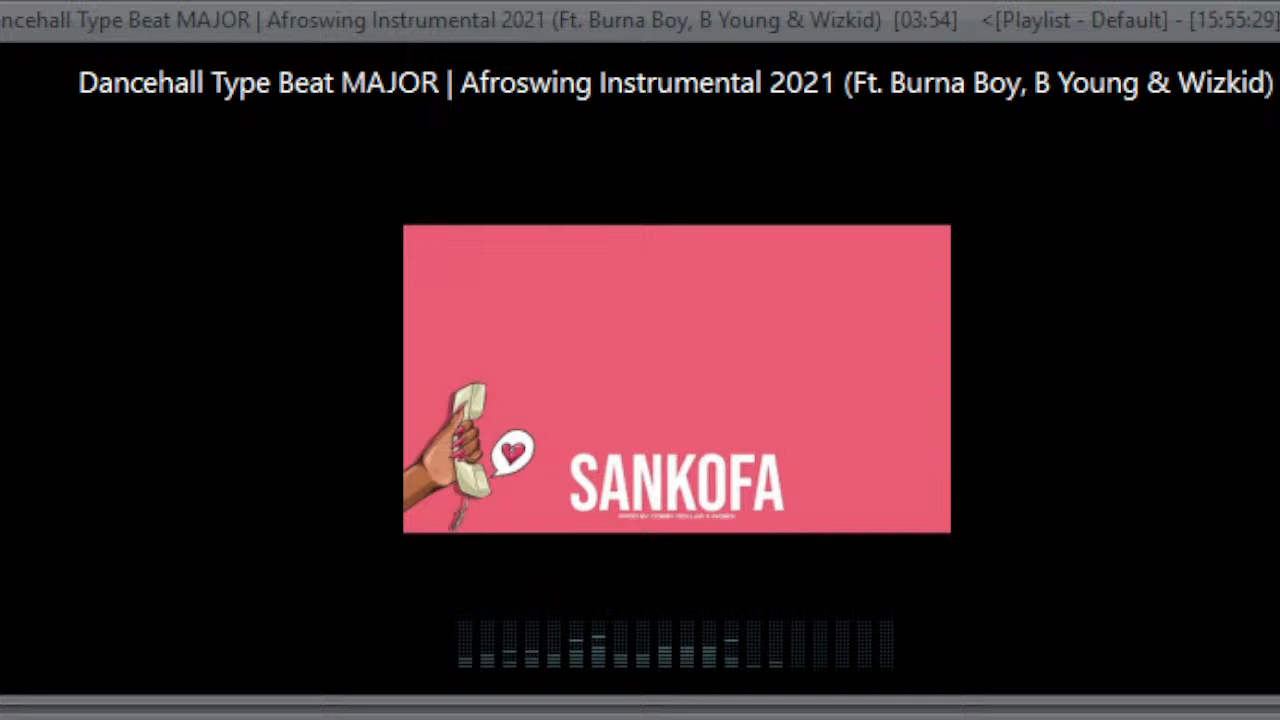 ncehall Type Beat MAJOR | Afroswing Instrumental 2021 (Ft. Burna Boy, B Young & Wizkid) [03:54] <[Playlist - Default] - [15:55:29]
Dancehall Type Beat MAJOR | Afroswing Instrumental 2021 (Ft. Burna Boy, B Young & Wizkid)
SANKOFA